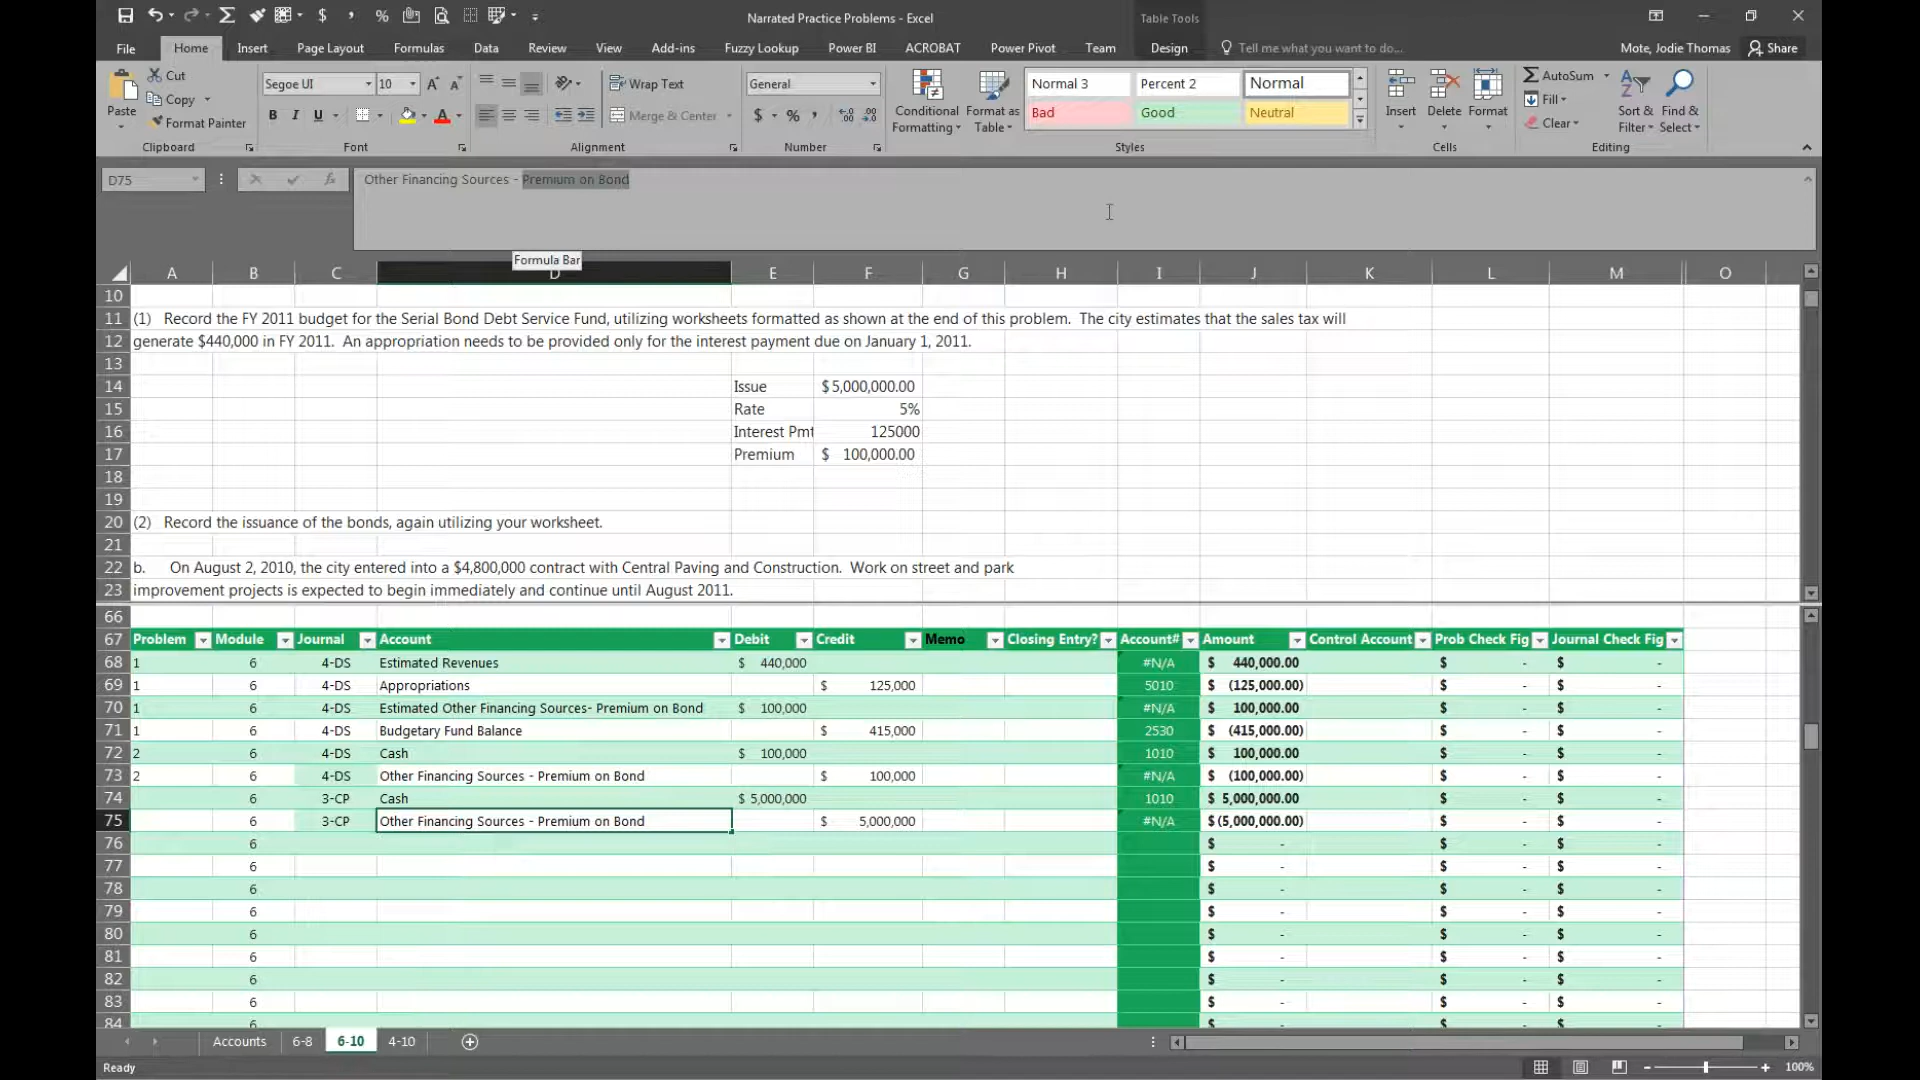 Narrated Practice Problems - Excel
Table Tools
File Home Insert Page Layout Formulas Data Review View Add-ins Fuzzy Lookup Power BI ACROBAT Power Pivot Team Design Tell me what you want to do... Mote, Jodie Thomas Share
Paste
Cut
Copy
Format Painter
Clipboard
Segoe UI 10
B I U
Font
Wrap Text
Merge & Center
Alignment
General
$ % ,
Number
Conditional Formatting
Format as Table
Normal 3 Percent 2 Normal
Bad Good Neutral
Styles
Insert Delete Format
Cells
AutoSum
Fill
Clear
Sort & Filter
Find & Select
Editing
D75 fx Other Financing Sources - Premium on Bond
Formula Bar
A B C D E F G H I J K L M O
10
11 (1) Record the FY 2011 budget for the Serial Bond Debt Service Fund, utilizing worksheets formatted as shown at the end of this problem. The city estimates that the sales tax will
12 generate $440,000 in FY 2011. An appropriation needs to be provided only for the interest payment due on January 1, 2011.
13
14 Issue $5,000,000.00
15 Rate 5%
16 Interest Pmt 125000
17 Premium $ 100,000.00
18
19
20 (2) Record the issuance of the bonds, again utilizing your worksheet.
21
22 b. On August 2, 2010, the city entered into a $4,800,000 contract with Central Paving and Construction. Work on street and park
23 improvement projects is expected to begin immediately and continue until August 2011.
66
67 Problem Module Journal Account Debit Credit Memo Closing Entry? Account# Amount Control Account Prob Check Fig Journal Check Fig
68 1 6 4-DS Estimated Revenues $ 440,000 #N/A $ 440,000.00 $ - $ -
69 1 6 4-DS Appropriations $ 125,000 5010 $ (125,000.00) $ - $ -
70 1 6 4-DS Estimated Other Financing Sources- Premium on Bond $ 100,000 #N/A $ 100,000.00 $ - $ -
71 1 6 4-DS Budgetary Fund Balance $ 415,000 2530 $ (415,000.00) $ - $ -
72 2 6 4-DS Cash $ 100,000 1010 $ 100,000.00 $ - $ -
73 2 6 4-DS Other Financing Sources - Premium on Bond $ 100,000 #N/A $ (100,000.00) $ - $ -
74 6 3-CP Cash $ 5,000,000 1010 $ 5,000,000.00 $ - $ -
75 6 3-CP Other Financing Sources - Premium on Bond $ 5,000,000 #N/A $ (5,000,000.00) $ - $ -
76 6 $ - $ - $ -
77 6 $ - $ - $ -
78 6 $ - $ - $ -
79 6 $ - $ - $ -
80 6 $ - $ - $ -
81 6 $ - $ - $ -
82 6 $ - $ - $ -
83 6 $ - $ - $ -
84 6 $ - $ - $ -
Accounts 6-8 6-10 4-10
Ready 100%